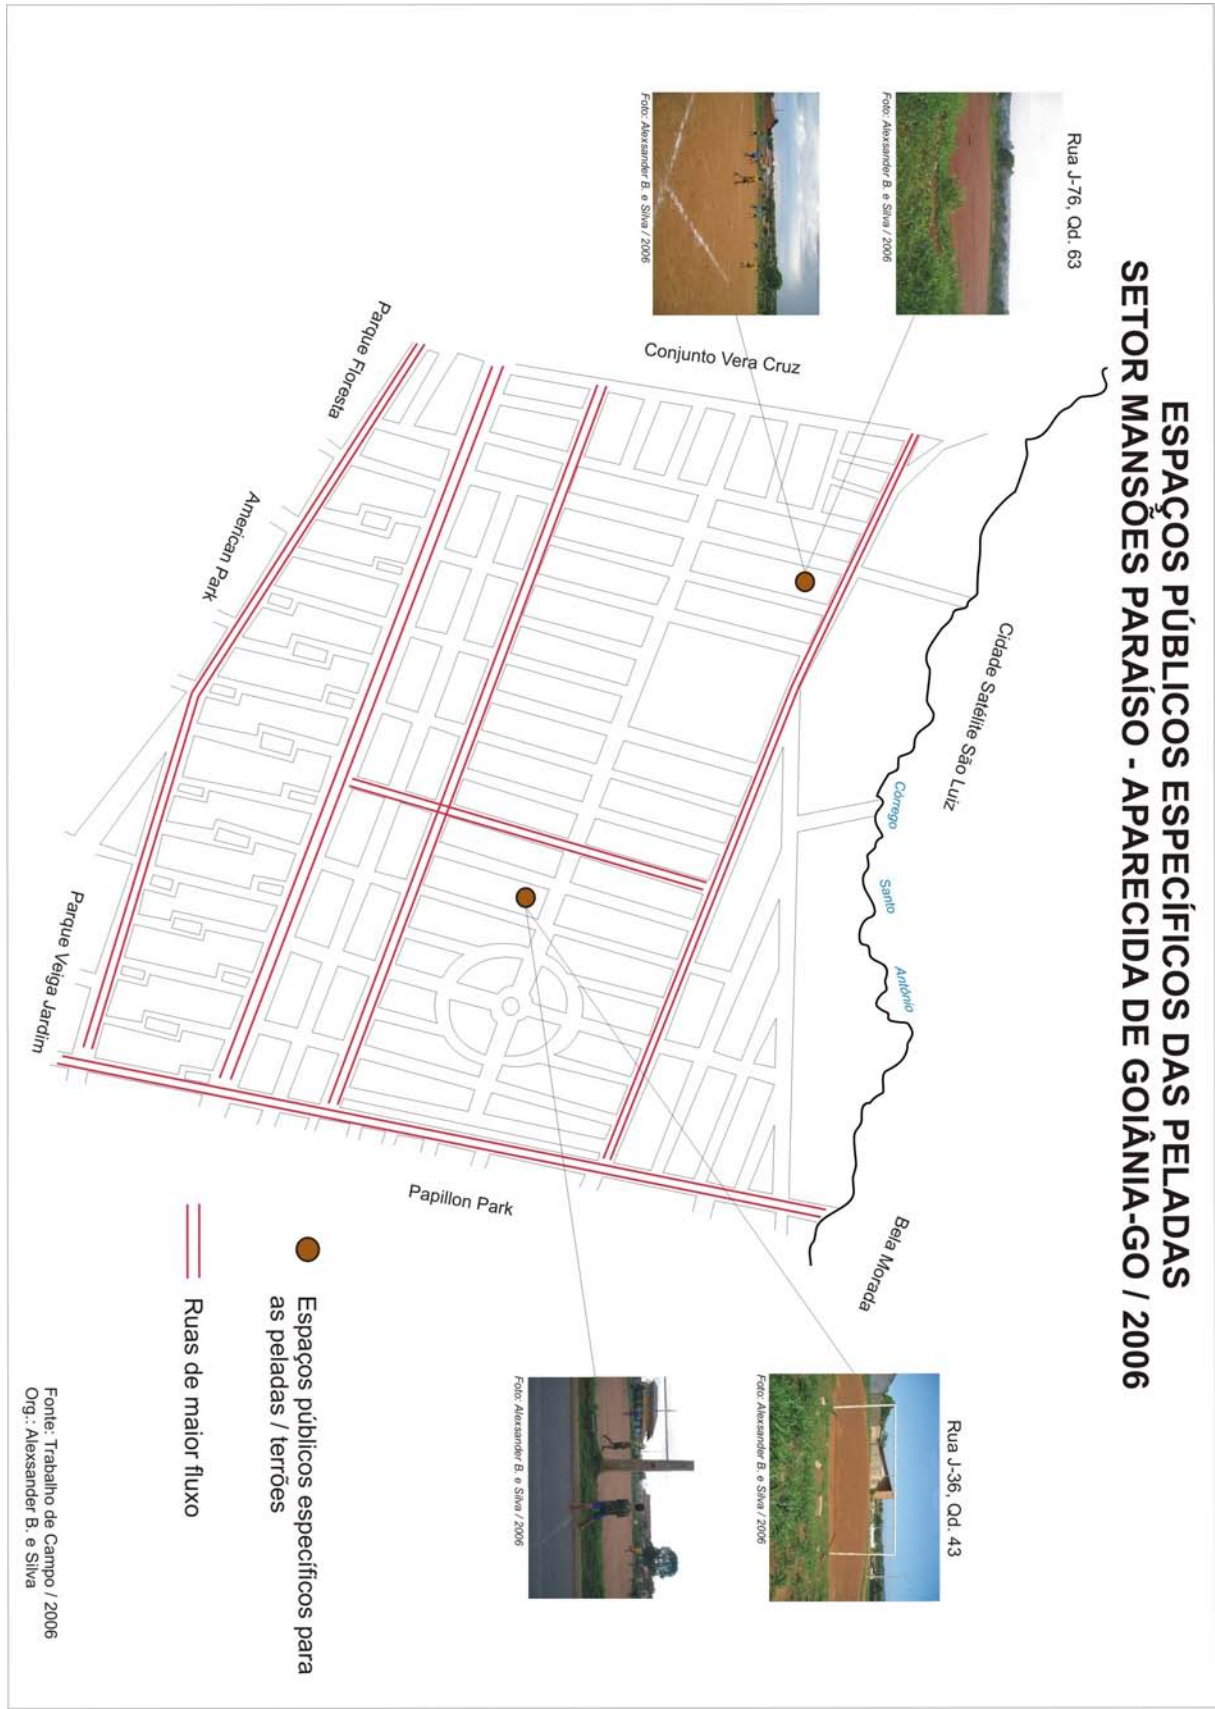 ESPAÇOS PÚBLICOS ESPECÍFICOS DAS PELADAS
SETOR MANSÕES PARAÍSO - APARECIDA DE GOIÂNIA-GO / 2006
Rua J-76, Qd. 63
Foto: Alexsander B. e Silva / 2006
Foto: Alexsander B. e Silva / 2006
Rua J-36, Qd. 43
Foto: Alexsander B. e Silva / 2006
Foto: Alexsander B. e Silva / 2006
Cidade Satélite São Luiz
Córrego
Santo
Antônio
Bela Morada
Conjunto Vera Cruz
Papillon Park
Parque Floresta
American Park
Parque Veiga Jardim
Espaços públicos específicos para
as peladas / terrões
Ruas de maior fluxo
Fonte: Trabalho de Campo / 2006
Org.: Alexsander B. e Silva